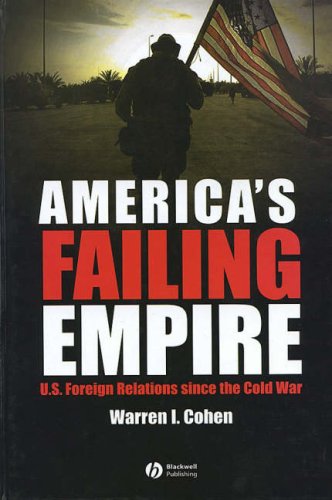 AMERICA'S
FAILING
EMPIRE
U.S. Foreign Relations since the Cold War
Warren I. Cohen
Blackwell
Publishing